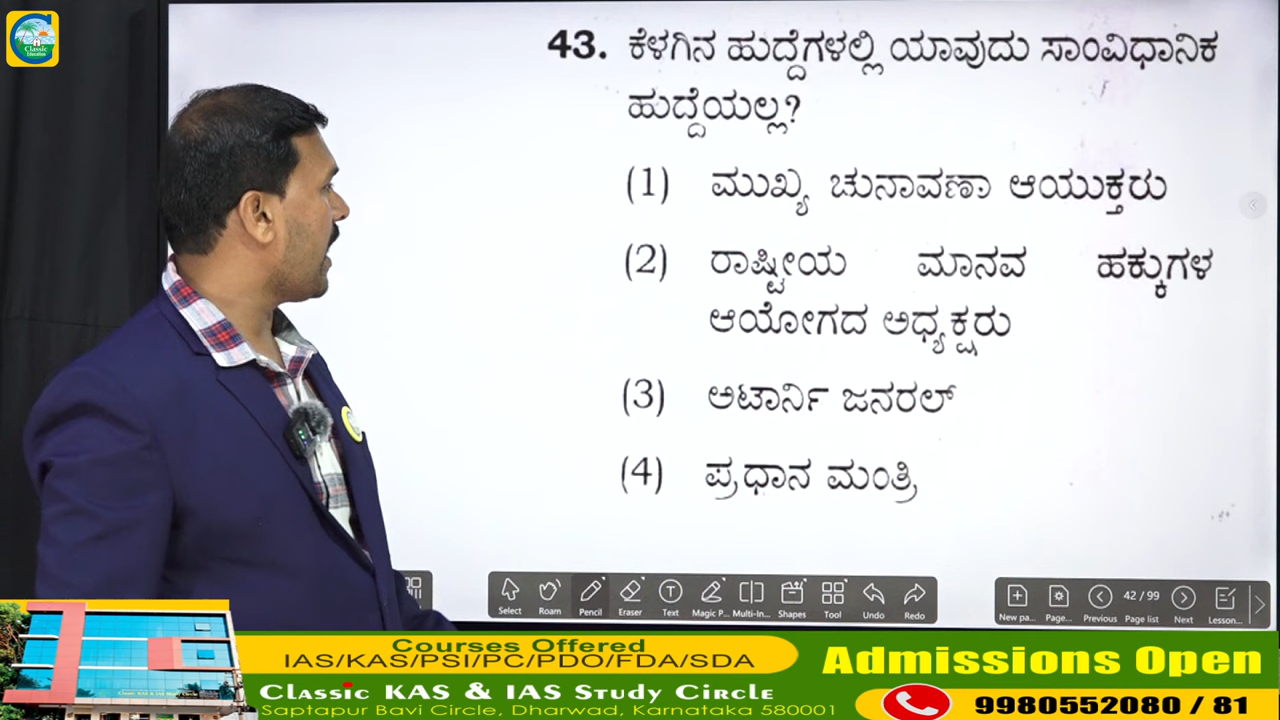 Classic
Education
43. ಕೆಳಗಿನ ಹುದ್ದೆಗಳಲ್ಲಿ ಯಾವುದು ಸಾಂವಿಧಾನಿಕ
ಹುದ್ದೆಯಲ್ಲ?
(1) ಮುಖ್ಯ ಚುನಾವಣಾ ಆಯುಕ್ತರು
(2) ರಾಷ್ಟ್ರೀಯ ಮಾನವ ಹಕ್ಕುಗಳ
ಆಯೋಗದ ಅಧ್ಯಕ್ಷರು
(3) ಅಟಾರ್ನಿ ಜನರಲ್
(4) ಪ್ರಧಾನ ಮಂತ್ರಿ
Select Roam Pencil Eraser Text Magic P... Multi-In... Shapes Tool Undo Redo
42 / 99
New pa... Page... Previous Page list Next Lesson...
Courses Offered
IAS/KAS/PSI/PC/PDO/FDA/SDA
Classic KAS & IAS Study Circle
Saptapur Bavi Circle, Dharwad, Karnataka 580001
Admissions Open
9980552080 / 81